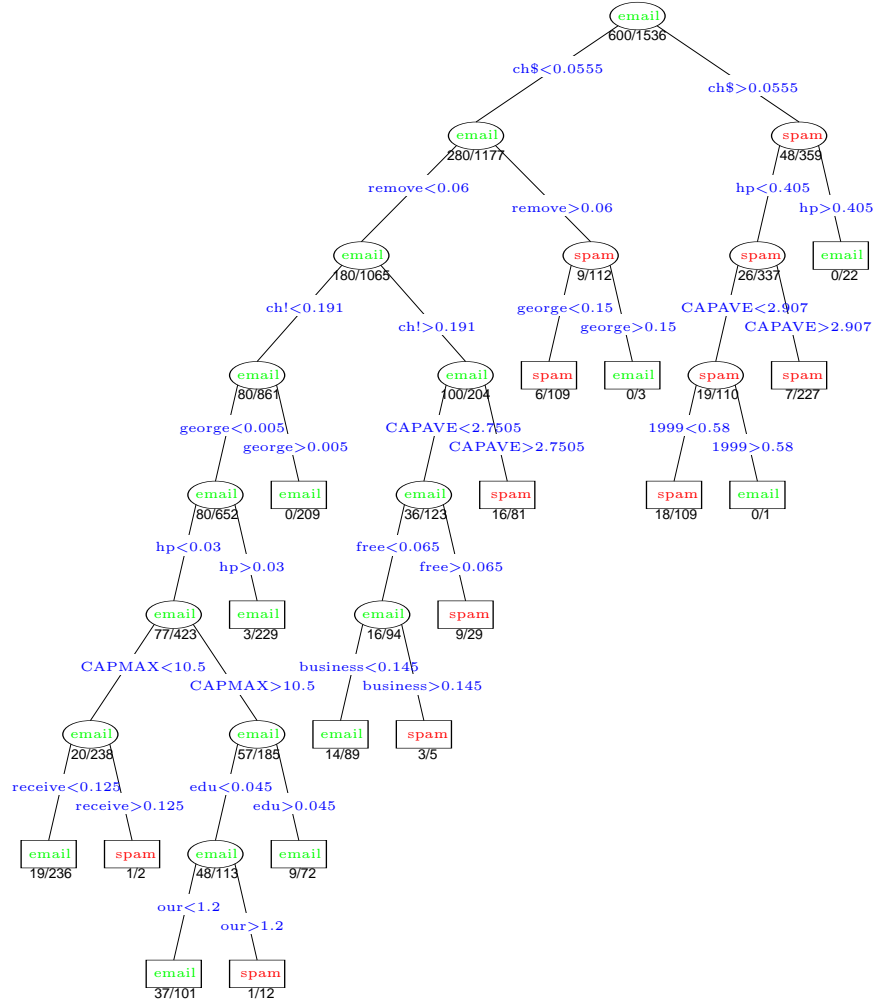 email
600/1536
ch$<0.0555
ch$>0.0555
email
280/1177
spam
48/359
remove<0.06
hp<0.405
remove>0.06
hp>0.405
email
180/1065
spam
9/112
spam
26/337
email
0/22
ch!<0.191
george<0.15
CAPAVE<2.907
ch!>0.191
george>0.15
CAPAVE>2.907
email
80/861
email
100/204
spam
6/109
email
0/3
spam
19/110
spam
7/227
george<0.005
CAPAVE<2.7505
1999<0.58
george>0.005
CAPAVE>2.7505
1999>0.58
email
80/652
email
0/209
email
36/123
spam
16/81
spam
18/109
email
0/1
hp<0.03
free<0.065
hp>0.03
free>0.065
email
77/423
email
3/229
email
16/94
spam
9/29
CAPMAX<10.5
business<0.145
CAPMAX>10.5
business>0.145
email
20/238
email
57/185
email
14/89
spam
3/5
receive<0.125
edu<0.045
receive>0.125
edu>0.045
email
19/236
spam
1/2
email
48/113
email
9/72
our<1.2
our>1.2
email
37/101
spam
1/12